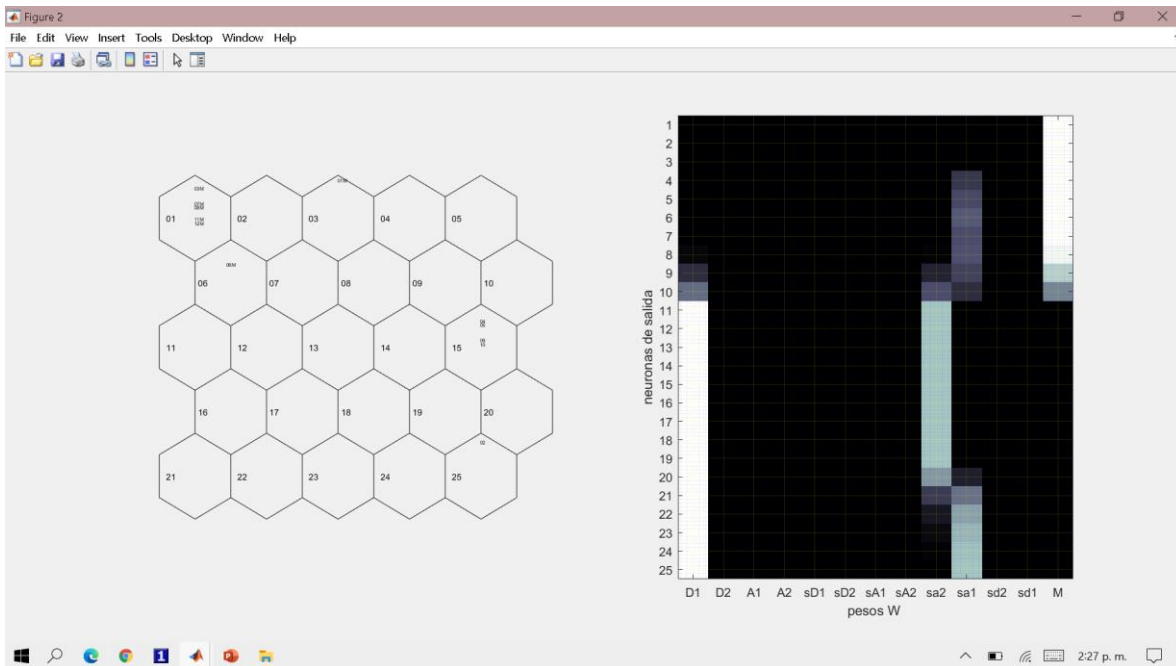 Figure 2
File Edit View Insert Tools Desktop Window Help
01 02 03 04 05
06 07 08 09 10
11 12 13 14 15
16 17 18 19 20
21 22 23 24 25
neuronas de salida
1
2
3
4
5
6
7
8
9
10
11
12
13
14
15
16
17
18
19
20
21
22
23
24
25
D1 D2 A1 A2 sD1 sD2 sA1 sA2 sa2 sa1 sd2 sd1 M
pesos W
1
2:27 p. m.